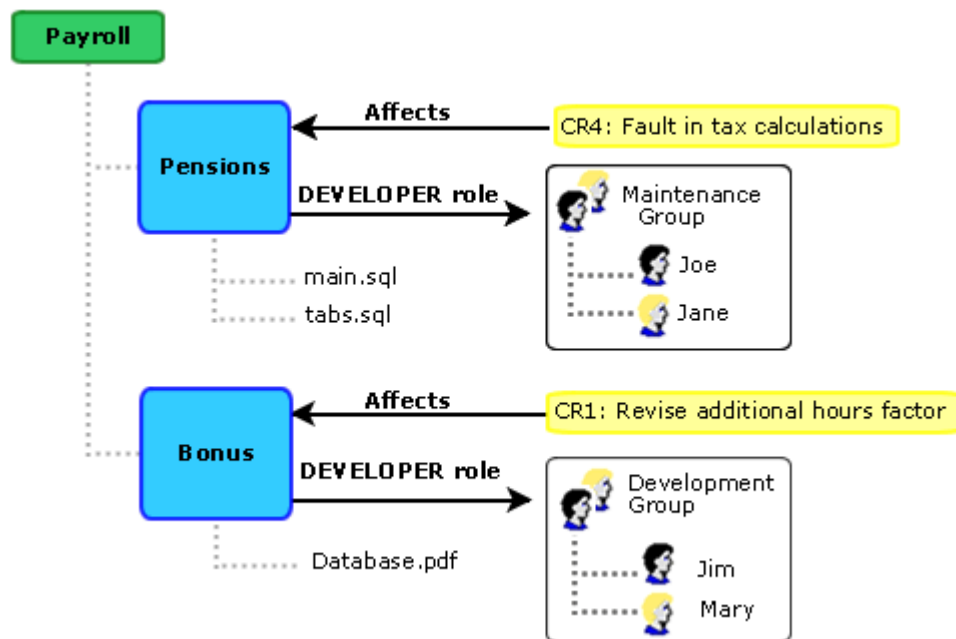 Payroll
Affects
CR4: Fault in tax calculations
Pensions
DEVELOPER role
Maintenance
Group
Joe
main.sql
tabs.sql
Jane
Affects
CR1: Revise additional hours factor
Bonus
DEVELOPER role
Development
Group
Database.pdf
Jim
Mary